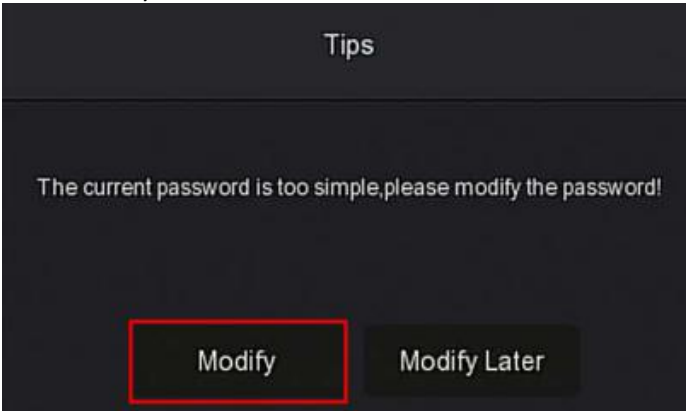 Tips
The current password is too simple,please modify the password!
Modify
Modify Later